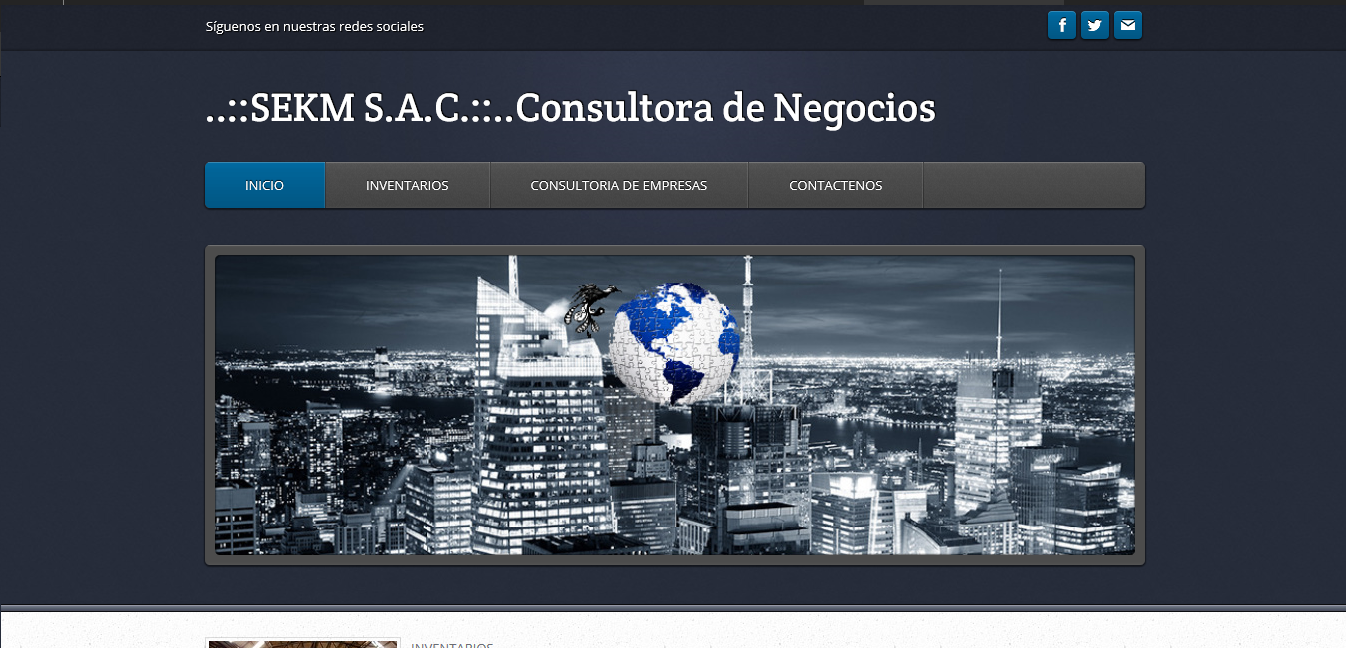 Síguenos en nuestras redes sociales
..::SEKM S.A.C.::..Consultora de Negocios
INICIO
INVENTARIOS
CONSULTORIA DE EMPRESAS
CONTACTENOS
INVENTARIOS